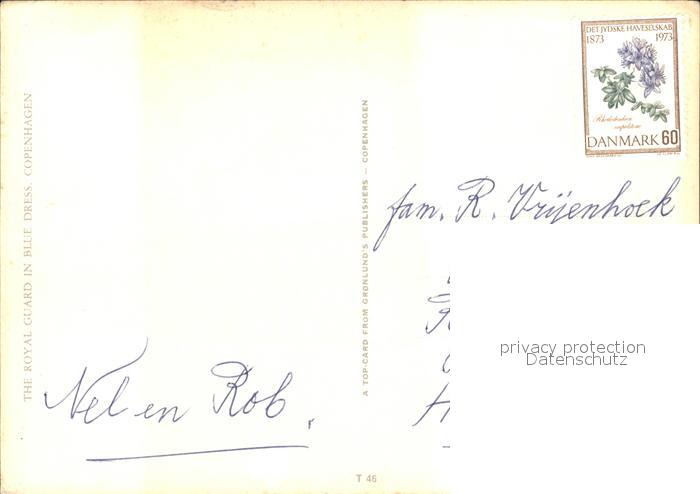 THE ROYAL GUARD IN BLUE DRESS, COPENHAGEN
Nel en Rob.
A TOP-CARD FROM GRØNLUND'S PUBLISHERS — COPENHAGEN
T 46
DET JYDSKE HAVESELSKAB
1873 1973
DANMARK 60
fam. R. Vrijenhoek
privacy protection
Datenschutz